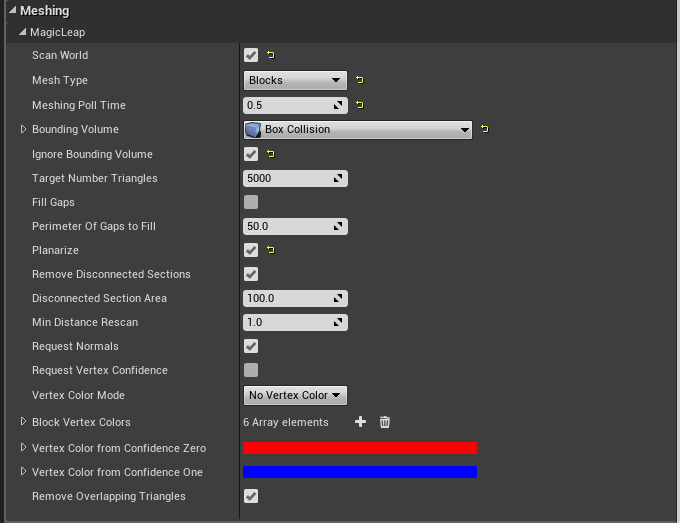 Meshing
MagicLeap
Scan World
Mesh Type Blocks
Meshing Poll Time 0.5
Bounding Volume Box Collision
Ignore Bounding Volume
Target Number Triangles 5000
Fill Gaps
Perimeter Of Gaps to Fill 50.0
Planarize
Remove Disconnected Sections
Disconnected Section Area 100.0
Min Distance Rescan 1.0
Request Normals
Request Vertex Confidence
Vertex Color Mode No Vertex Color
Block Vertex Colors 6 Array elements
Vertex Color from Confidence Zero
Vertex Color from Confidence One
Remove Overlapping Triangles